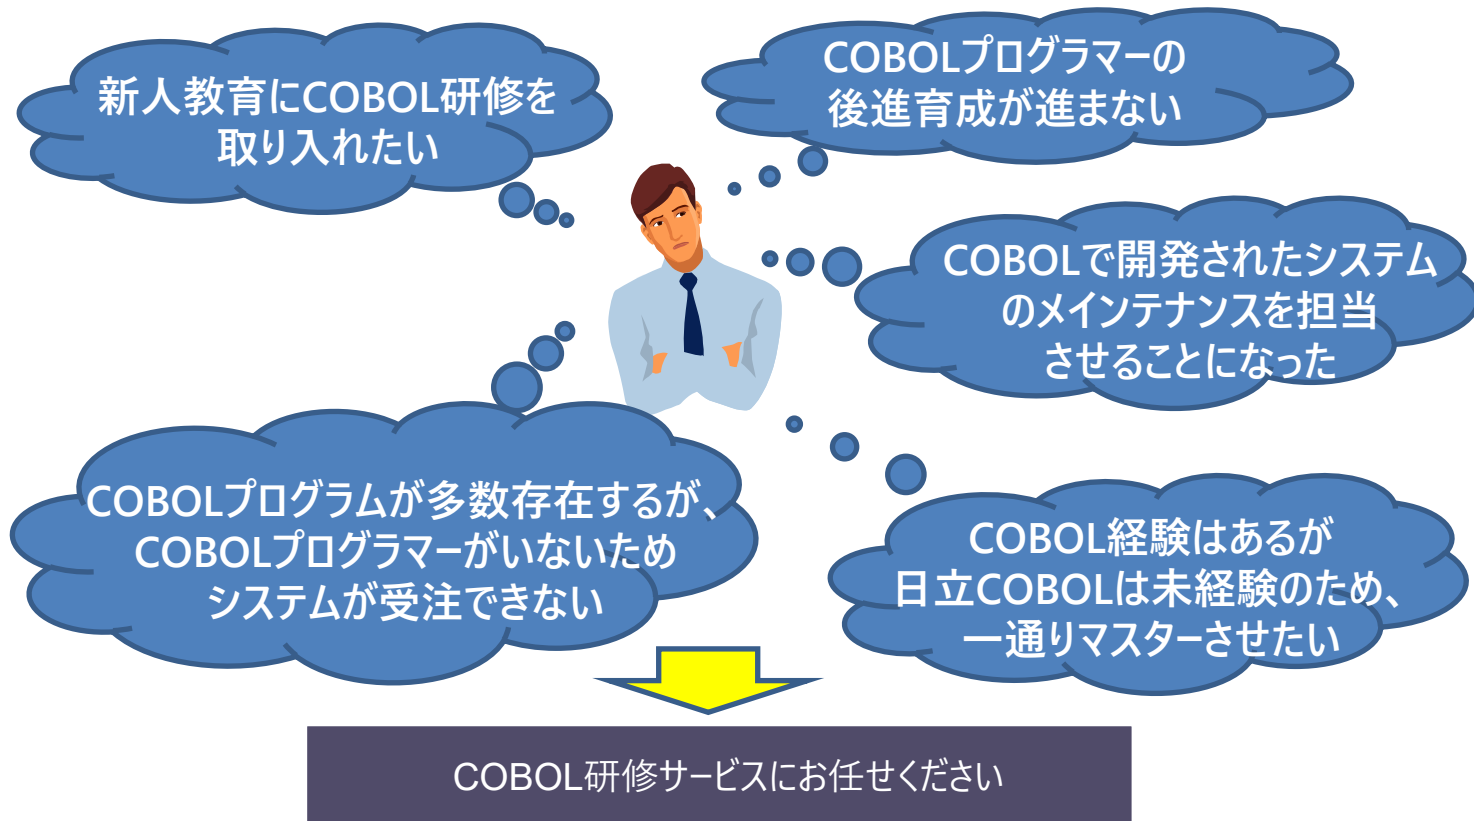 新人教育にCOBOL研修を
取り入れたい
COBOLプログラマーの
後進育成が進まない
COBOLで開発されたシステム
のメインテナンスを担当
させることになった
COBOLプログラムが多数存在するが、
COBOLプログラマーがいないため
システムが受注できない
COBOL経験はあるが
日立COBOLは未経験のため、
一通りマスターさせたい
COBOL研修サービスにお任せください